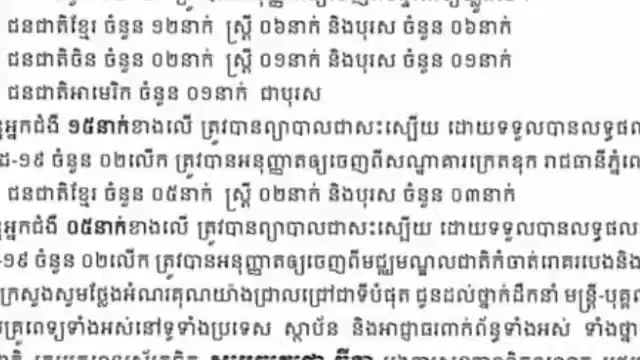 ជនជាតិខ្មែរ ចំនួន ១២នាក់ ស្ត្រី ០៦នាក់ និងបុរស ចំនួន ០៦នាក់
ជនជាតិចិន ចំនួន ០២នាក់ ស្ត្រី ០១នាក់ និងបុរស ចំនួន ០១នាក់
ជនជាតិអាមេរិក ចំនួន ០១នាក់ ជាបុរស
អ្នកជំងឺ ១៥នាក់ខាងលើ ត្រូវបានព្យាបាលជាសះស្បើយ ដោយទទួលបានលទ្ធផល
ដ-១៩ ចំនួន ០២លើក ត្រូវបានអនុញ្ញាតឲ្យចេញពីសណ្ឋាគារក្រេតឌុក រាជធានីភ្នំពេ
ជនជាតិខ្មែរ ចំនួន ០៥នាក់ ស្ត្រី ០២នាក់ និងបុរស ចំនួន ០៣នាក់
អ្នកជំងឺ ០៥នាក់ខាងលើ ត្រូវបានព្យាបាលជាសះស្បើយ ដោយទទួលបានលទ្ធផល
-១៩ ចំនួន ០២លើក ត្រូវបានអនុញ្ញាតឲ្យចេញពីមជ្ឈមណ្ឌលជាតិកំចាត់រោគរបេងនិង
ក្រសួងសូមថ្លែងអំណរគុណយ៉ាងជ្រាលជ្រៅជាទីបំផុត ជូនដល់ថ្នាក់ដឹកនាំ មន្ត្រី-បុគ្គ
គ្រូពេទ្យទាំងអស់នៅទូទាំងប្រទេស ស្ថាប័ន និងអាជ្ញាធរពាក់ព័ន្ធទាំងអស់ ទាំងថ្នា